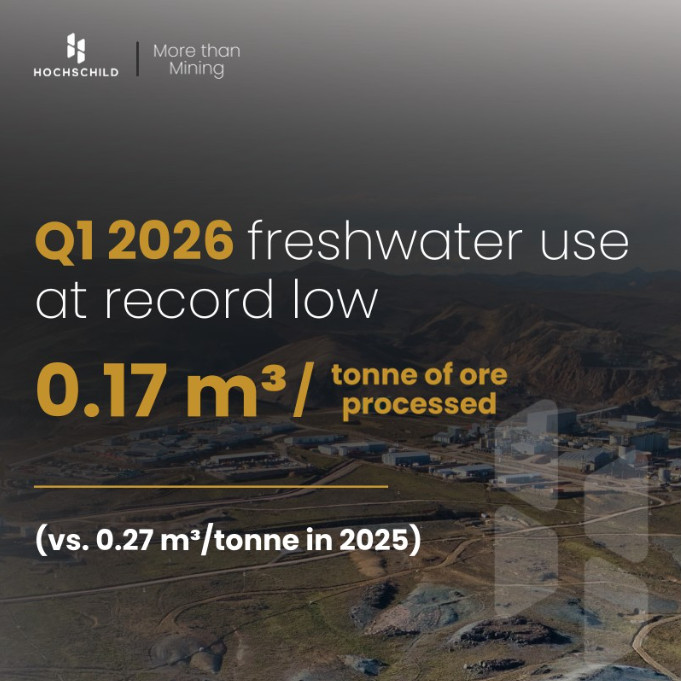 HOCHSCHILD
More than
Mining
Q1 2026 freshwater use
at record low
0.17 m³/ tonne of ore
processed
(vs. 0.27 m³/tonne in 2025)